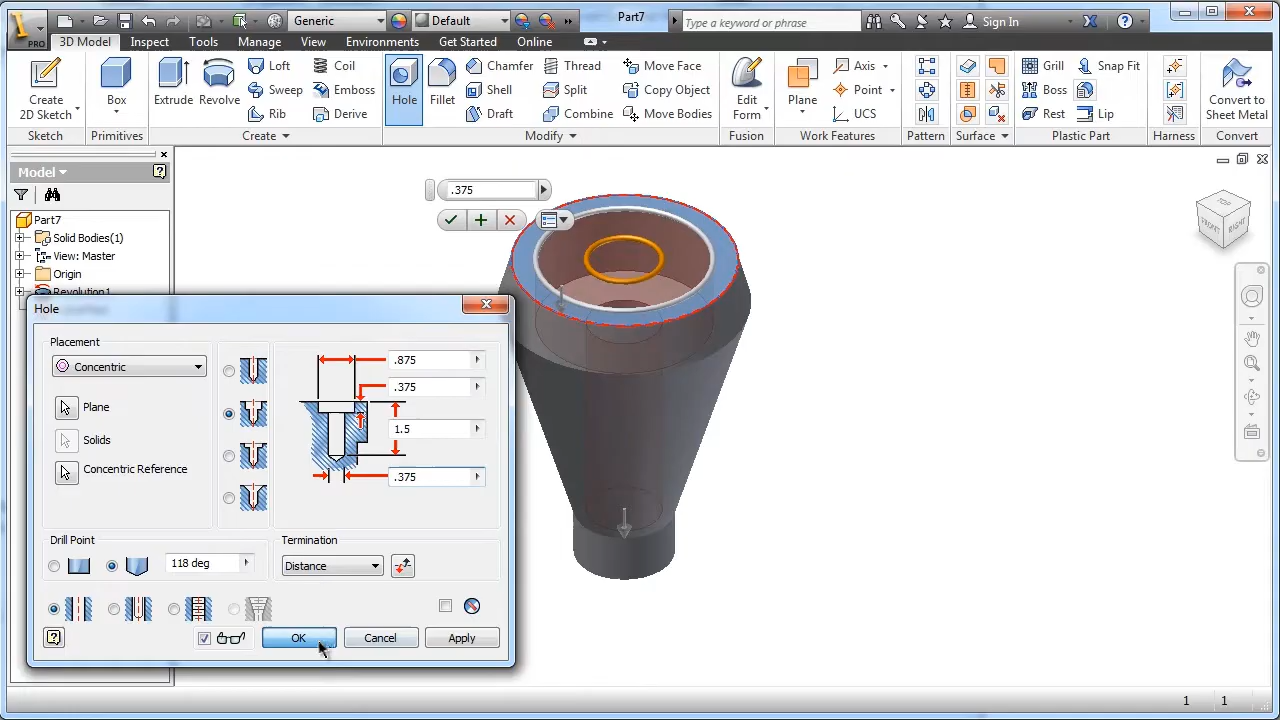 Generic
Default
Part7
Type a keyword or phrase
Sign In
PRO
3D Model
Inspect
Tools
Manage
View
Environments
Get Started
Online
Create
2D Sketch
Box
Extrude
Revolve
Loft
Sweep
Rib
Coil
Emboss
Derive
Hole
Fillet
Chamfer
Shell
Draft
Thread
Split
Combine
Move Face
Copy Object
Move Bodies
Edit
Form
Plane
Axis
Point
UCS
Grill
Boss
Rest
Snap Fit
Lip
Convert to
Sheet Metal
Sketch
Primitives
Create
Modify
Fusion
Work Features
Pattern
Surface
Plastic Part
Harness
Convert
Model
Part7
Solid Bodies(1)
View: Master
Origin
Revolution1
.375
FRONT
RIGHT
Hole
Placement
Concentric
Plane
Solids
Concentric Reference
.875
.375
1.5
.375
Drill Point
118 deg
Termination
Distance
OK
Cancel
Apply
1
1